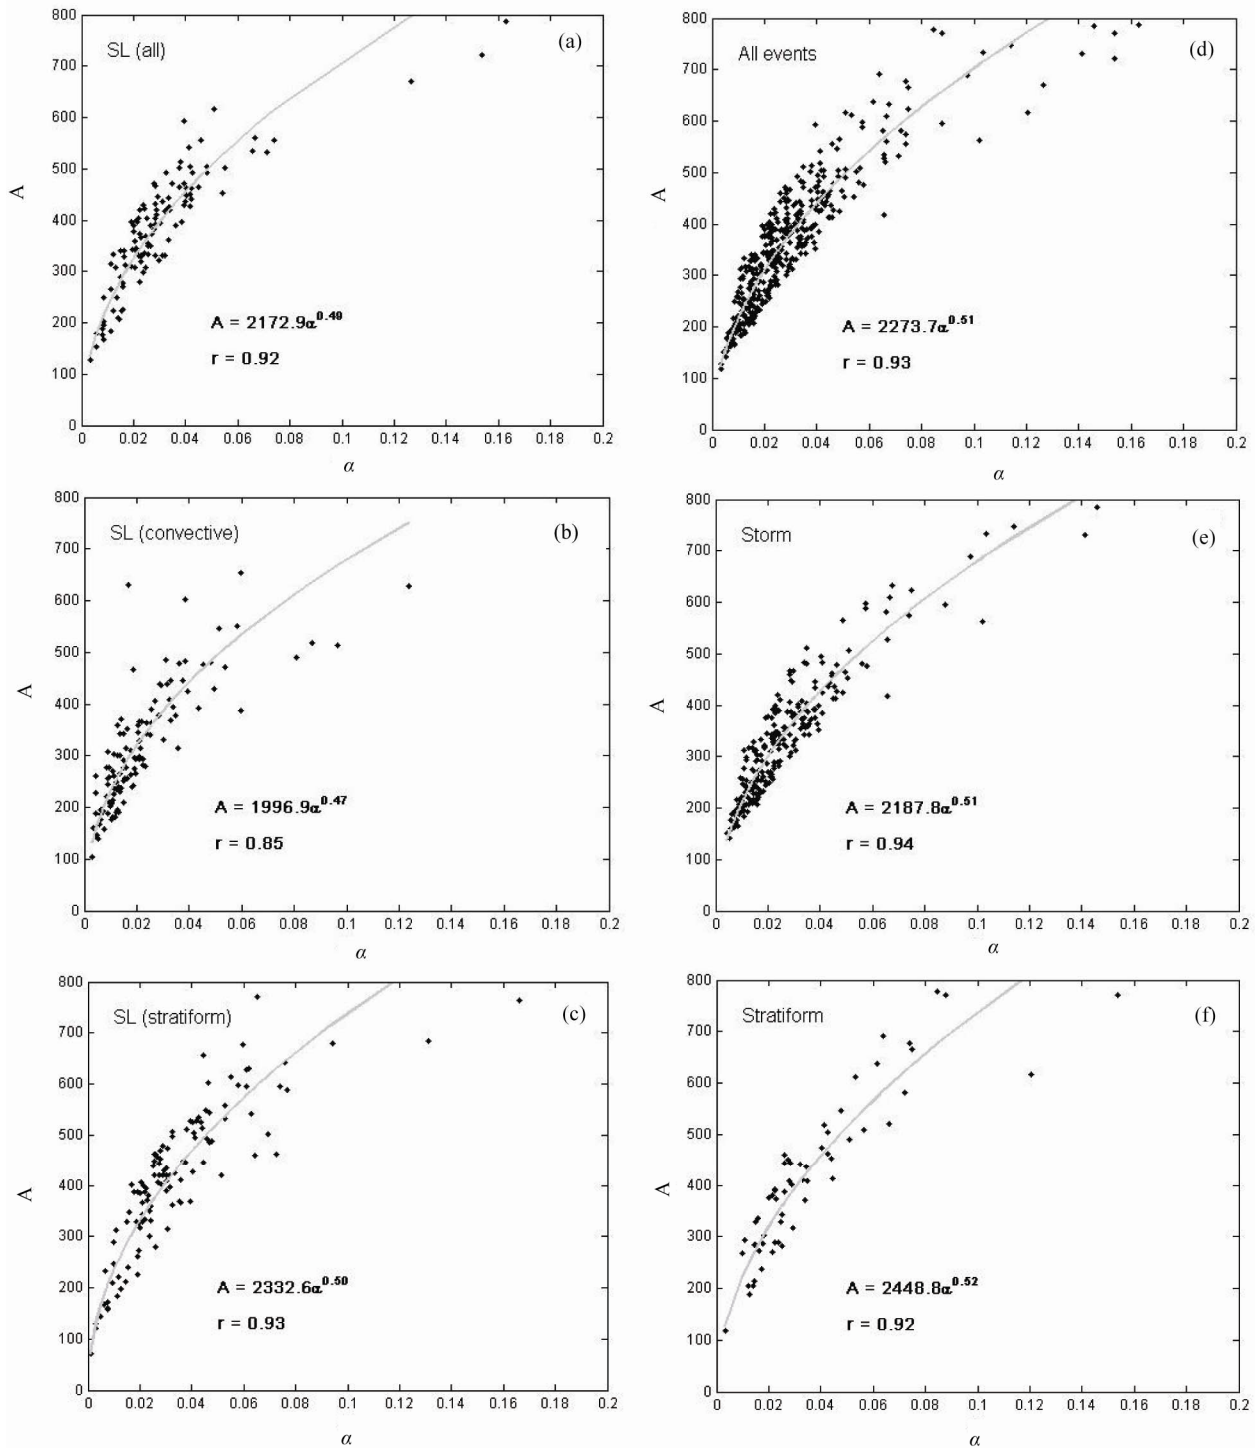 SL (all)
(a)
A = 2172.9α^0.49
r = 0.92
A
800
700
600
500
400
300
200
100
0
0 0.02 0.04 0.06 0.08 0.1 0.12 0.14 0.16 0.18 0.2
α
All events
(d)
A = 2273.7α^0.51
r = 0.93
A
800
700
600
500
400
300
200
100
0
0 0.02 0.04 0.06 0.08 0.1 0.12 0.14 0.16 0.18 0.2
α
SL (convective)
(b)
A = 1996.9α^0.47
r = 0.85
A
800
700
600
500
400
300
200
100
0
0 0.02 0.04 0.06 0.08 0.1 0.12 0.14 0.16 0.18 0.2
α
Storm
(e)
A = 2187.8α^0.51
r = 0.94
A
800
700
600
500
400
300
200
100
0
0 0.02 0.04 0.06 0.08 0.1 0.12 0.14 0.16 0.18 0.2
α
SL (stratiform)
(c)
A = 2332.6α^0.50
r = 0.93
A
800
700
600
500
400
300
200
100
0
0 0.02 0.04 0.06 0.08 0.1 0.12 0.14 0.16 0.18 0.2
α
Stratiform
(f)
A = 2448.8α^0.52
r = 0.92
A
800
700
600
500
400
300
200
100
0
0 0.02 0.04 0.06 0.08 0.1 0.12 0.14 0.16 0.18 0.2
α